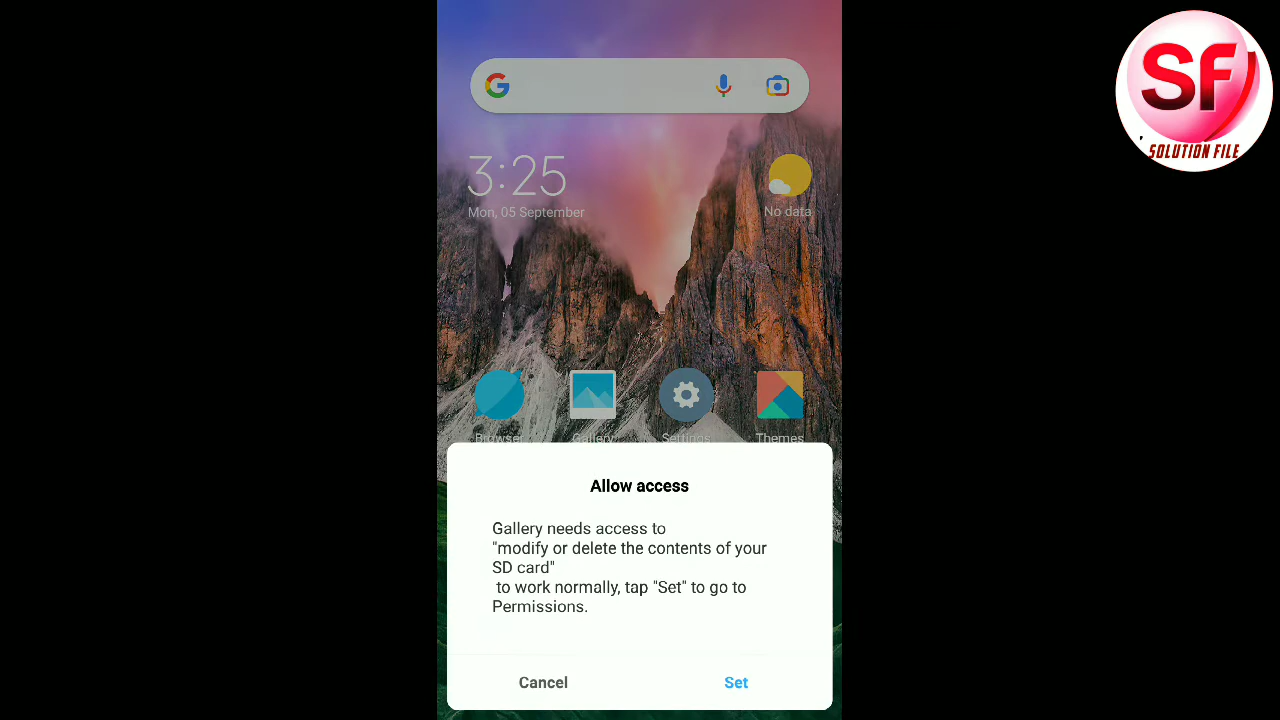 SF
SOLUTION FILE
3:25
Mon, 05 September
No data
Browser
Gallery
Settings
Themes
Allow access
Gallery needs access to
"modify or delete the contents of your
SD card"
to work normally, tap "Set" to go to
Permissions.
Cancel
Set